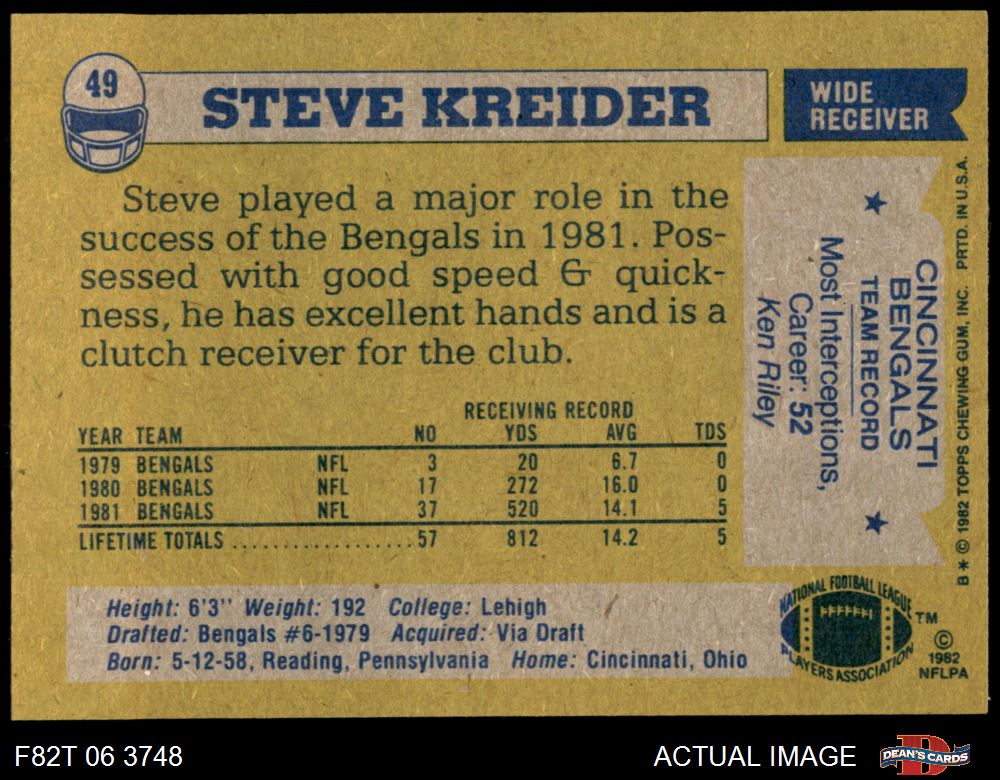 49
STEVE KREIDER
WIDE
RECEIVER
Steve played a major role in the
success of the Bengals in 1981. Pos-
sessed with good speed & quick-
ness, he has excellent hands and is a
clutch receiver for the club.
RECEIVING RECORD
YEAR TEAM NO YDS AVG TDS
1979 BENGALS NFL 3 20 6.7 0
1980 BENGALS NFL 17 272 16.0 0
1981 BENGALS NFL 37 520 14.1 5
LIFETIME TOTALS .................. 57 812 14.2 5
Height: 6'3" Weight: 192 College: Lehigh
Drafted: Bengals #6-1979 Acquired: Via Draft
Born: 5-12-58, Reading, Pennsylvania Home: Cincinnati, Ohio
CINCINNATI
BENGALS
TEAM RECORD
Most Interceptions,
Career: 52
Ken Riley
B * © 1982 TOPPS CHEWING GUM, INC. PRTD. IN U.S.A.
NATIONAL FOOTBALL LEAGUE
PLAYERS ASSOCIATION
™
©
1982
NFLPA
F82T 06 3748
ACTUAL IMAGE
DEAN'S CARDS